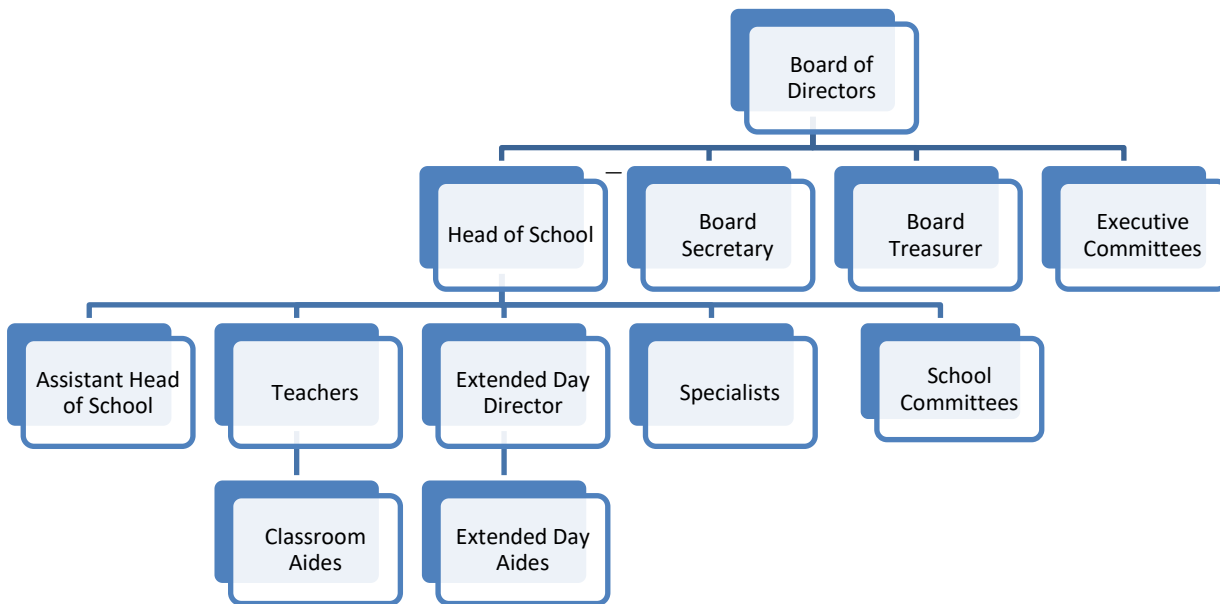 Board of
Directors
Head of School
Board
Secretary
Board
Treasurer
Executive
Committees
Assistant Head
of School
Teachers
Extended Day
Director
Specialists
School
Committees
Classroom
Aides
Extended Day
Aides